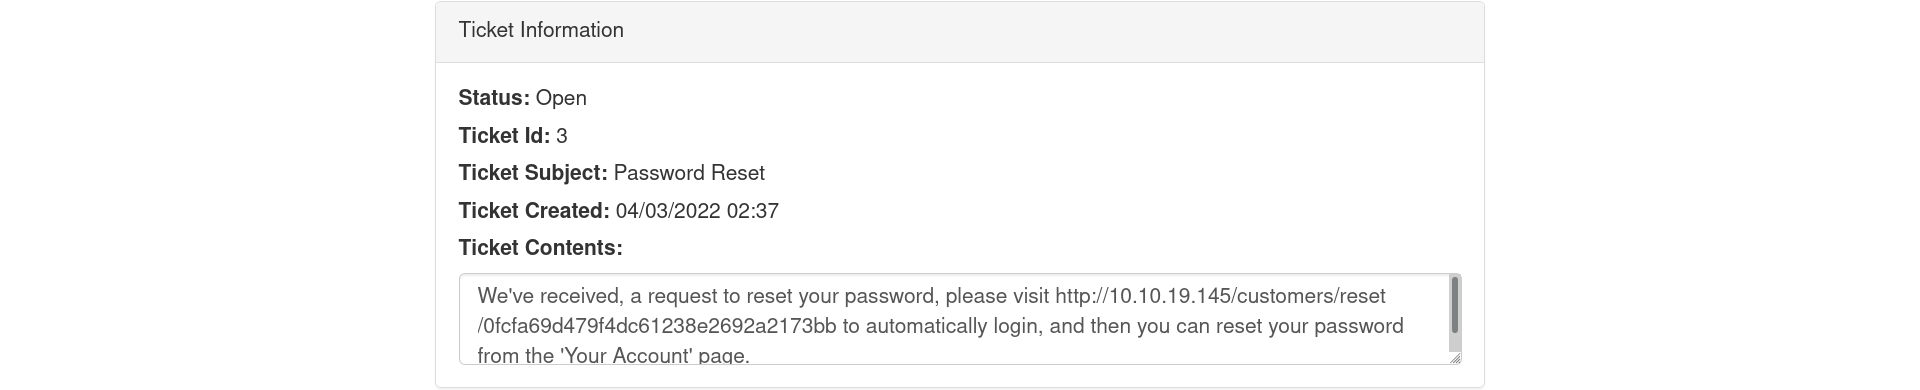 Ticket Information
Status: Open
Ticket Id: 3
Ticket Subject: Password Reset
Ticket Created: 04/03/2022 02:37
Ticket Contents:
We've received, a request to reset your password, please visit http://10.10.19.145/customers/reset
/0fcfa69d479f4dc61238e2692a2173bb to automatically login, and then you can reset your password
from the 'Your Account' page.